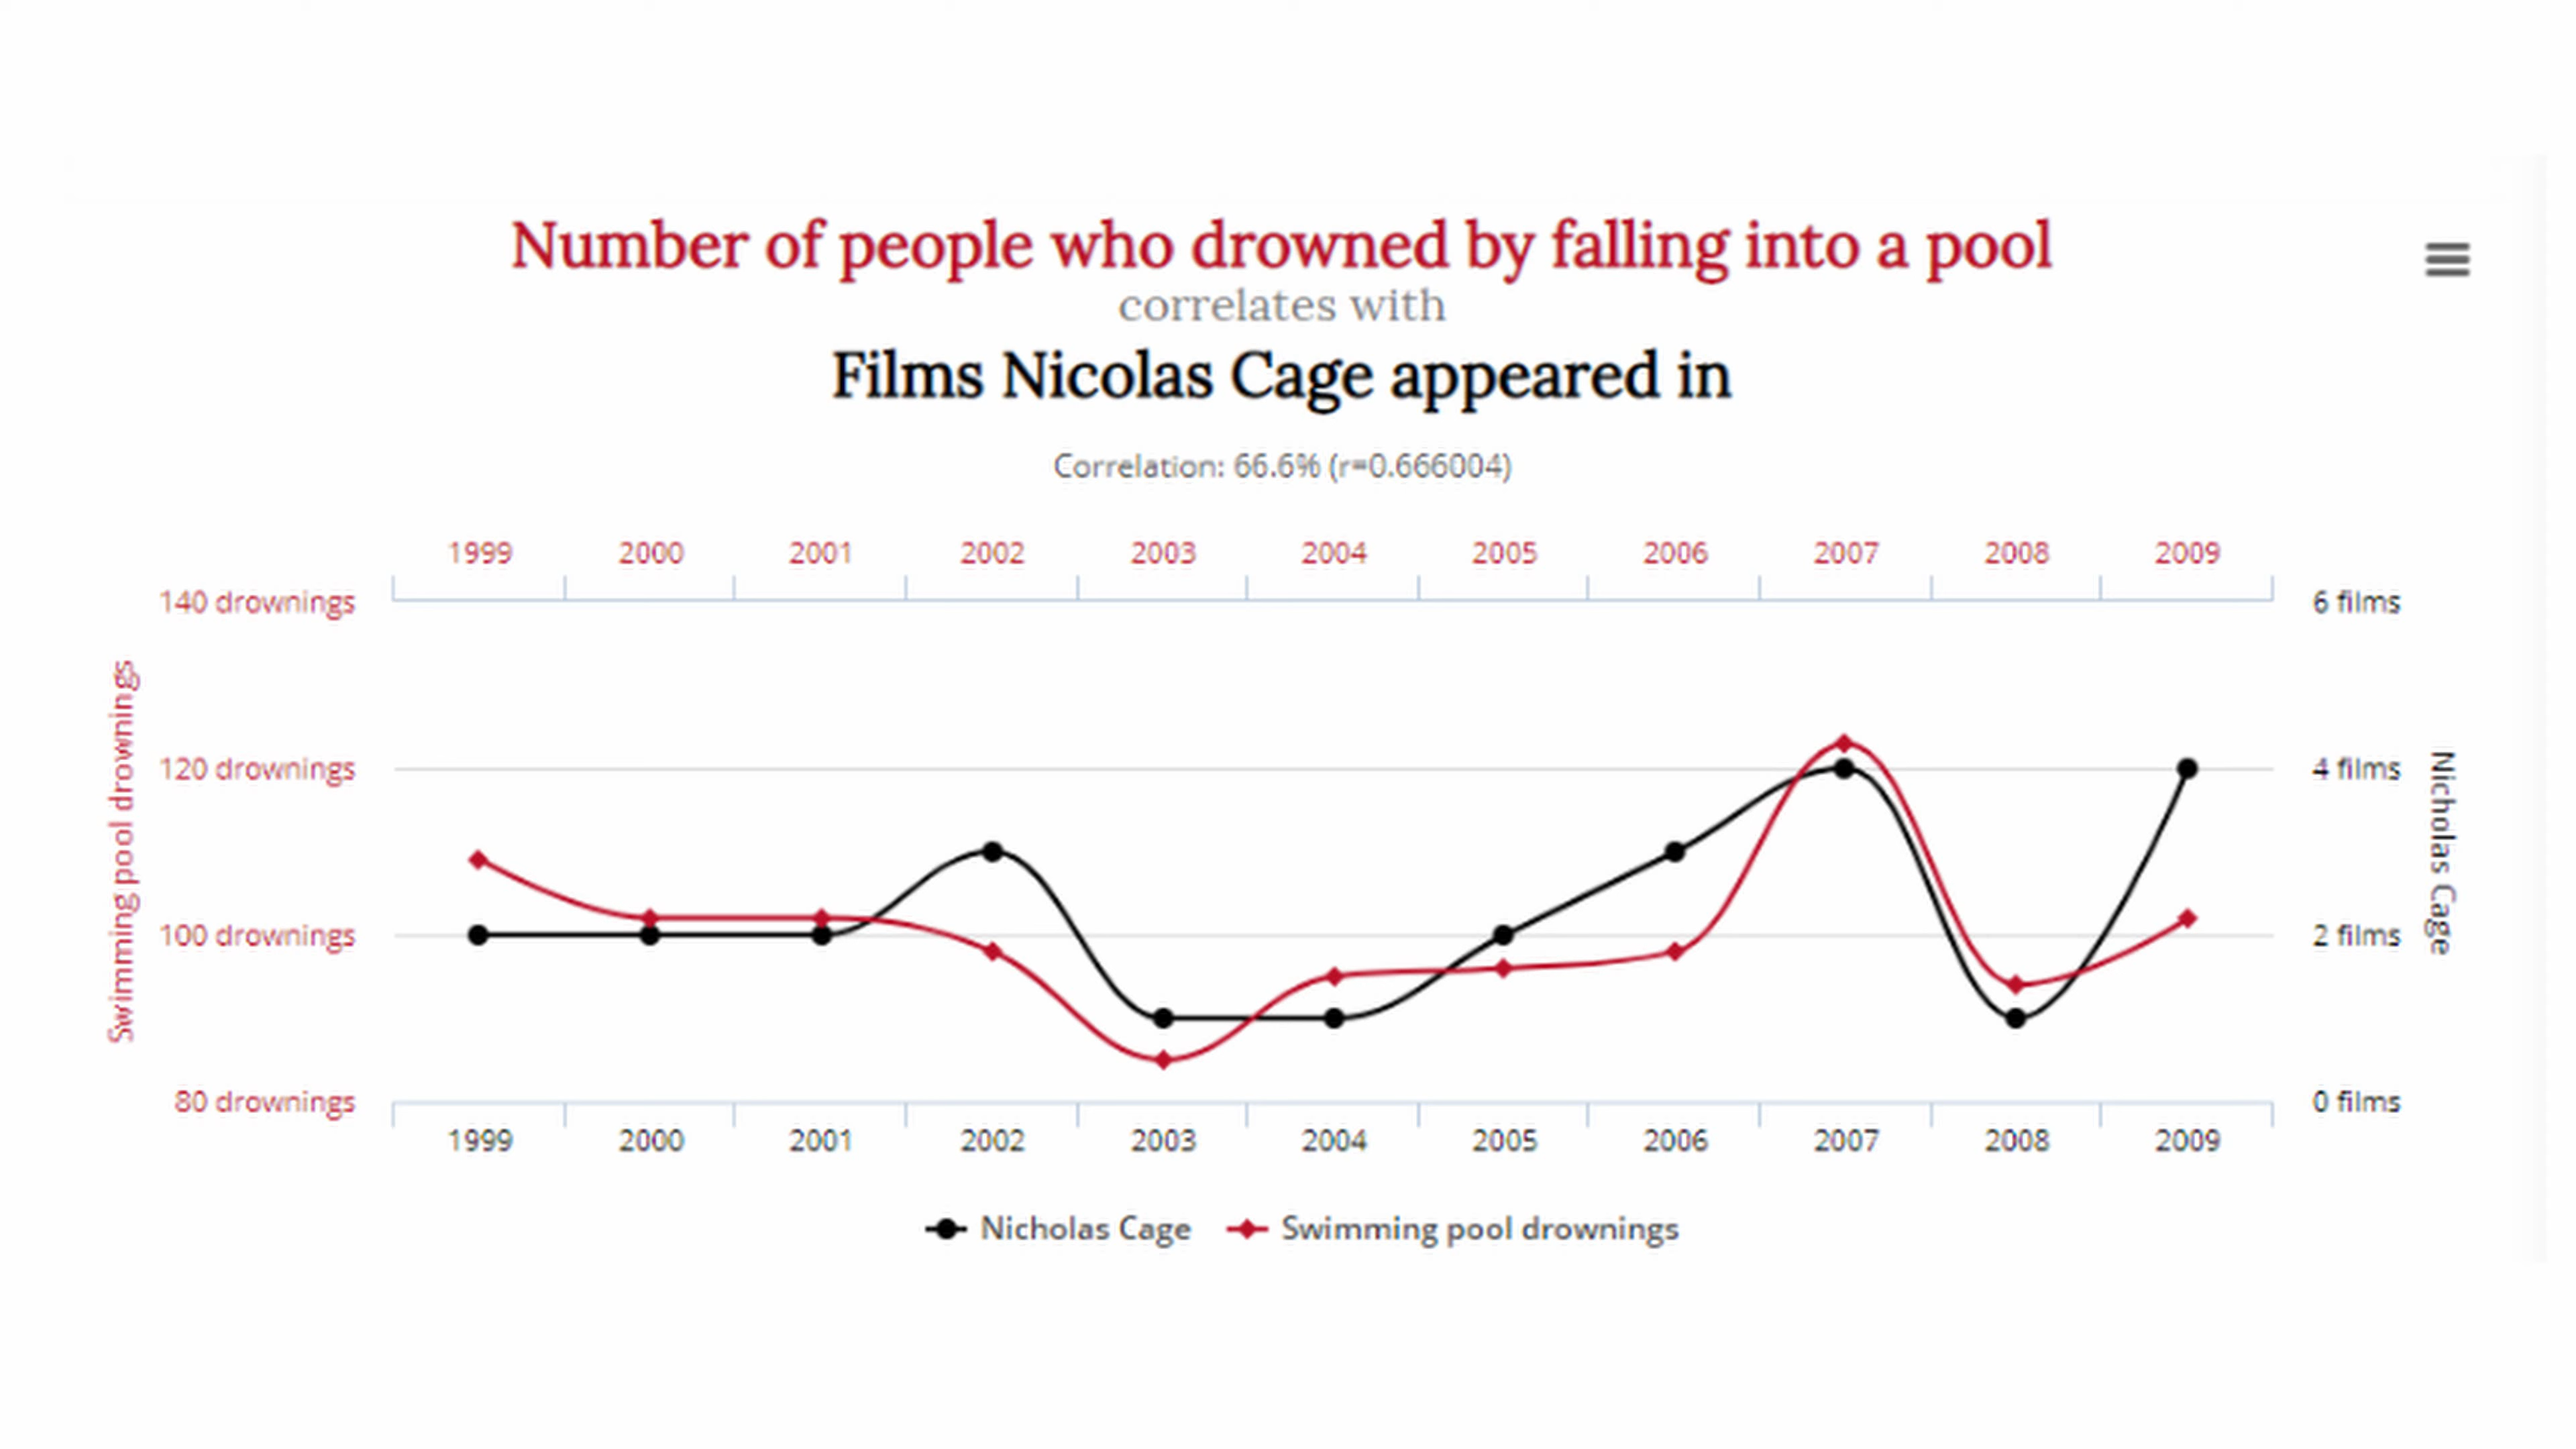 Number of people who drowned by falling into a pool
correlates with
Films Nicolas Cage appeared in
Correlation: 66.6% (r=0.666004)
1999 2000 2001 2002 2003 2004 2005 2006 2007 2008 2009
140 drownings 6 films
120 drownings 4 films
100 drownings 2 films
80 drownings 0 films
Swimming pool drownings
Nicholas Cage
1999 2000 2001 2002 2003 2004 2005 2006 2007 2008 2009
Nicholas Cage Swimming pool drownings